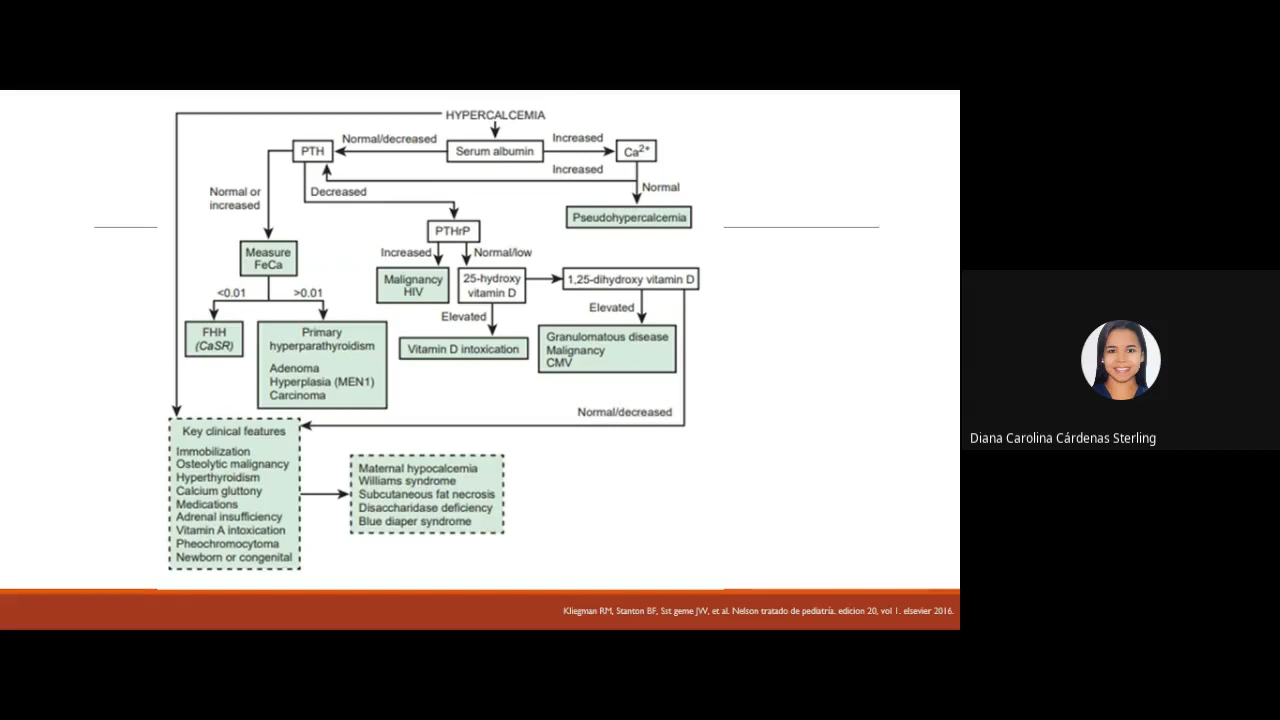 HYPERCALCEMIA
Normal/decreased
Increased
PTH
Serum albumin
Ca2+
Increased
Normal or
increased
Decreased
Normal
Pseudohypercalcemia
PTHrP
Measure
FeCa
Increased
Normal/low
Malignancy
HIV
25-hydroxy
vitamin D
1,25-dihydroxy vitamin D
<0.01
>0.01
Elevated
Elevated
FHH
(CaSR)
Primary
hyperparathyroidism
Adenoma
Hyperplasia (MEN1)
Carcinoma
Vitamin D intoxication
Granulomatous disease
Malignancy
CMV
Normal/decreased
Key clinical features
Immobilization
Osteolytic malignancy
Hyperthyroidism
Calcium gluttony
Medications
Adrenal insufficiency
Vitamin A intoxication
Pheochromocytoma
Newborn or congenital
Maternal hypocalcemia
Williams syndrome
Subcutaneous fat necrosis
Disaccharidase deficiency
Blue diaper syndrome
Kliegman RM, Stanton BF, Sst geme JW, et al. Nelson tratado de pediatría. edicion 20, vol 1. elsevier 2016.
Diana Carolina Cárdenas Sterling